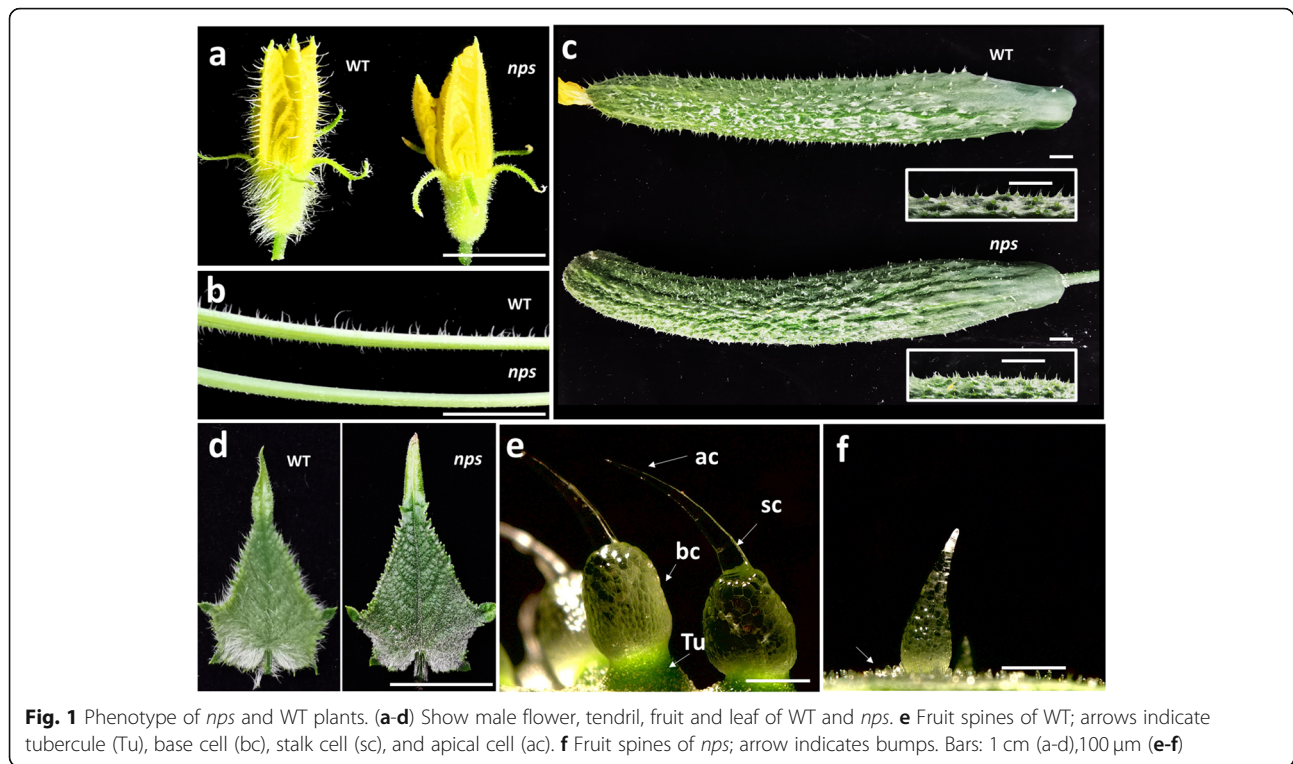 a
WT
nps
b
WT
nps
c
WT
nps
d
WT
nps
e
ac
sc
bc
Tu
f
Fig. 1 Phenotype of nps and WT plants. (a-d) Show male flower, tendril, fruit and leaf of WT and nps. e Fruit spines of WT; arrows indicate
tubercule (Tu), base cell (bc), stalk cell (sc), and apical cell (ac). f Fruit spines of nps; arrow indicates bumps. Bars: 1 cm (a-d),100 μm (e-f)